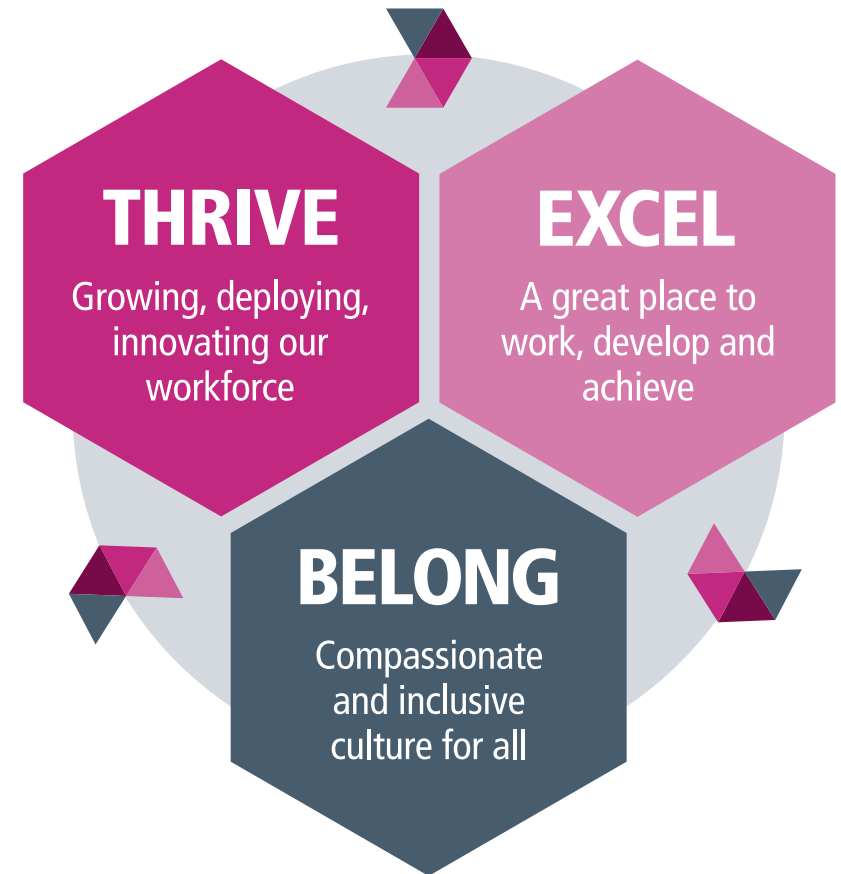 THRIVE
Growing, deploying,
innovating our
workforce
EXCEL
A great place to
work, develop and
achieve
BELONG
Compassionate
and inclusive
culture for all